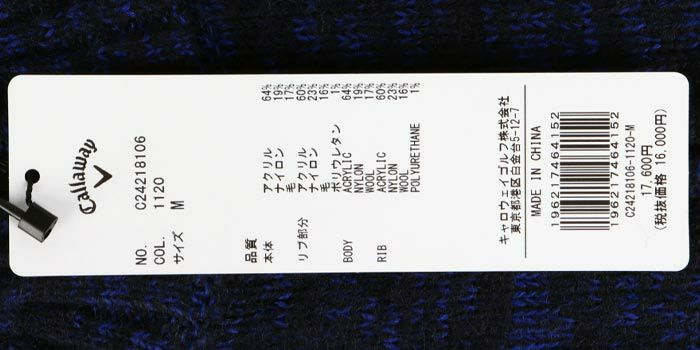 Callaway
NO. C24218106
COL. 1120
サイズ M
品質
本体 アクリル 64%
ナイロン 19%
毛 17%
リブ部分 アクリル 60%
ナイロン 23%
毛 16%
ポリウレタン 1%
BODY ACRYLIC 64%
NYLON 19%
WOOL 17%
RIB ACRYLIC 60%
NYLON 23%
WOOL 16%
POLYURETHANE 1%
キャロウェイゴルフ株式会社
東京都港区白金台5-12-7
MADE IN CHINA
196217464152
196217464152
C24218106-1120-M
17,600円
(税抜価格 16,000円)